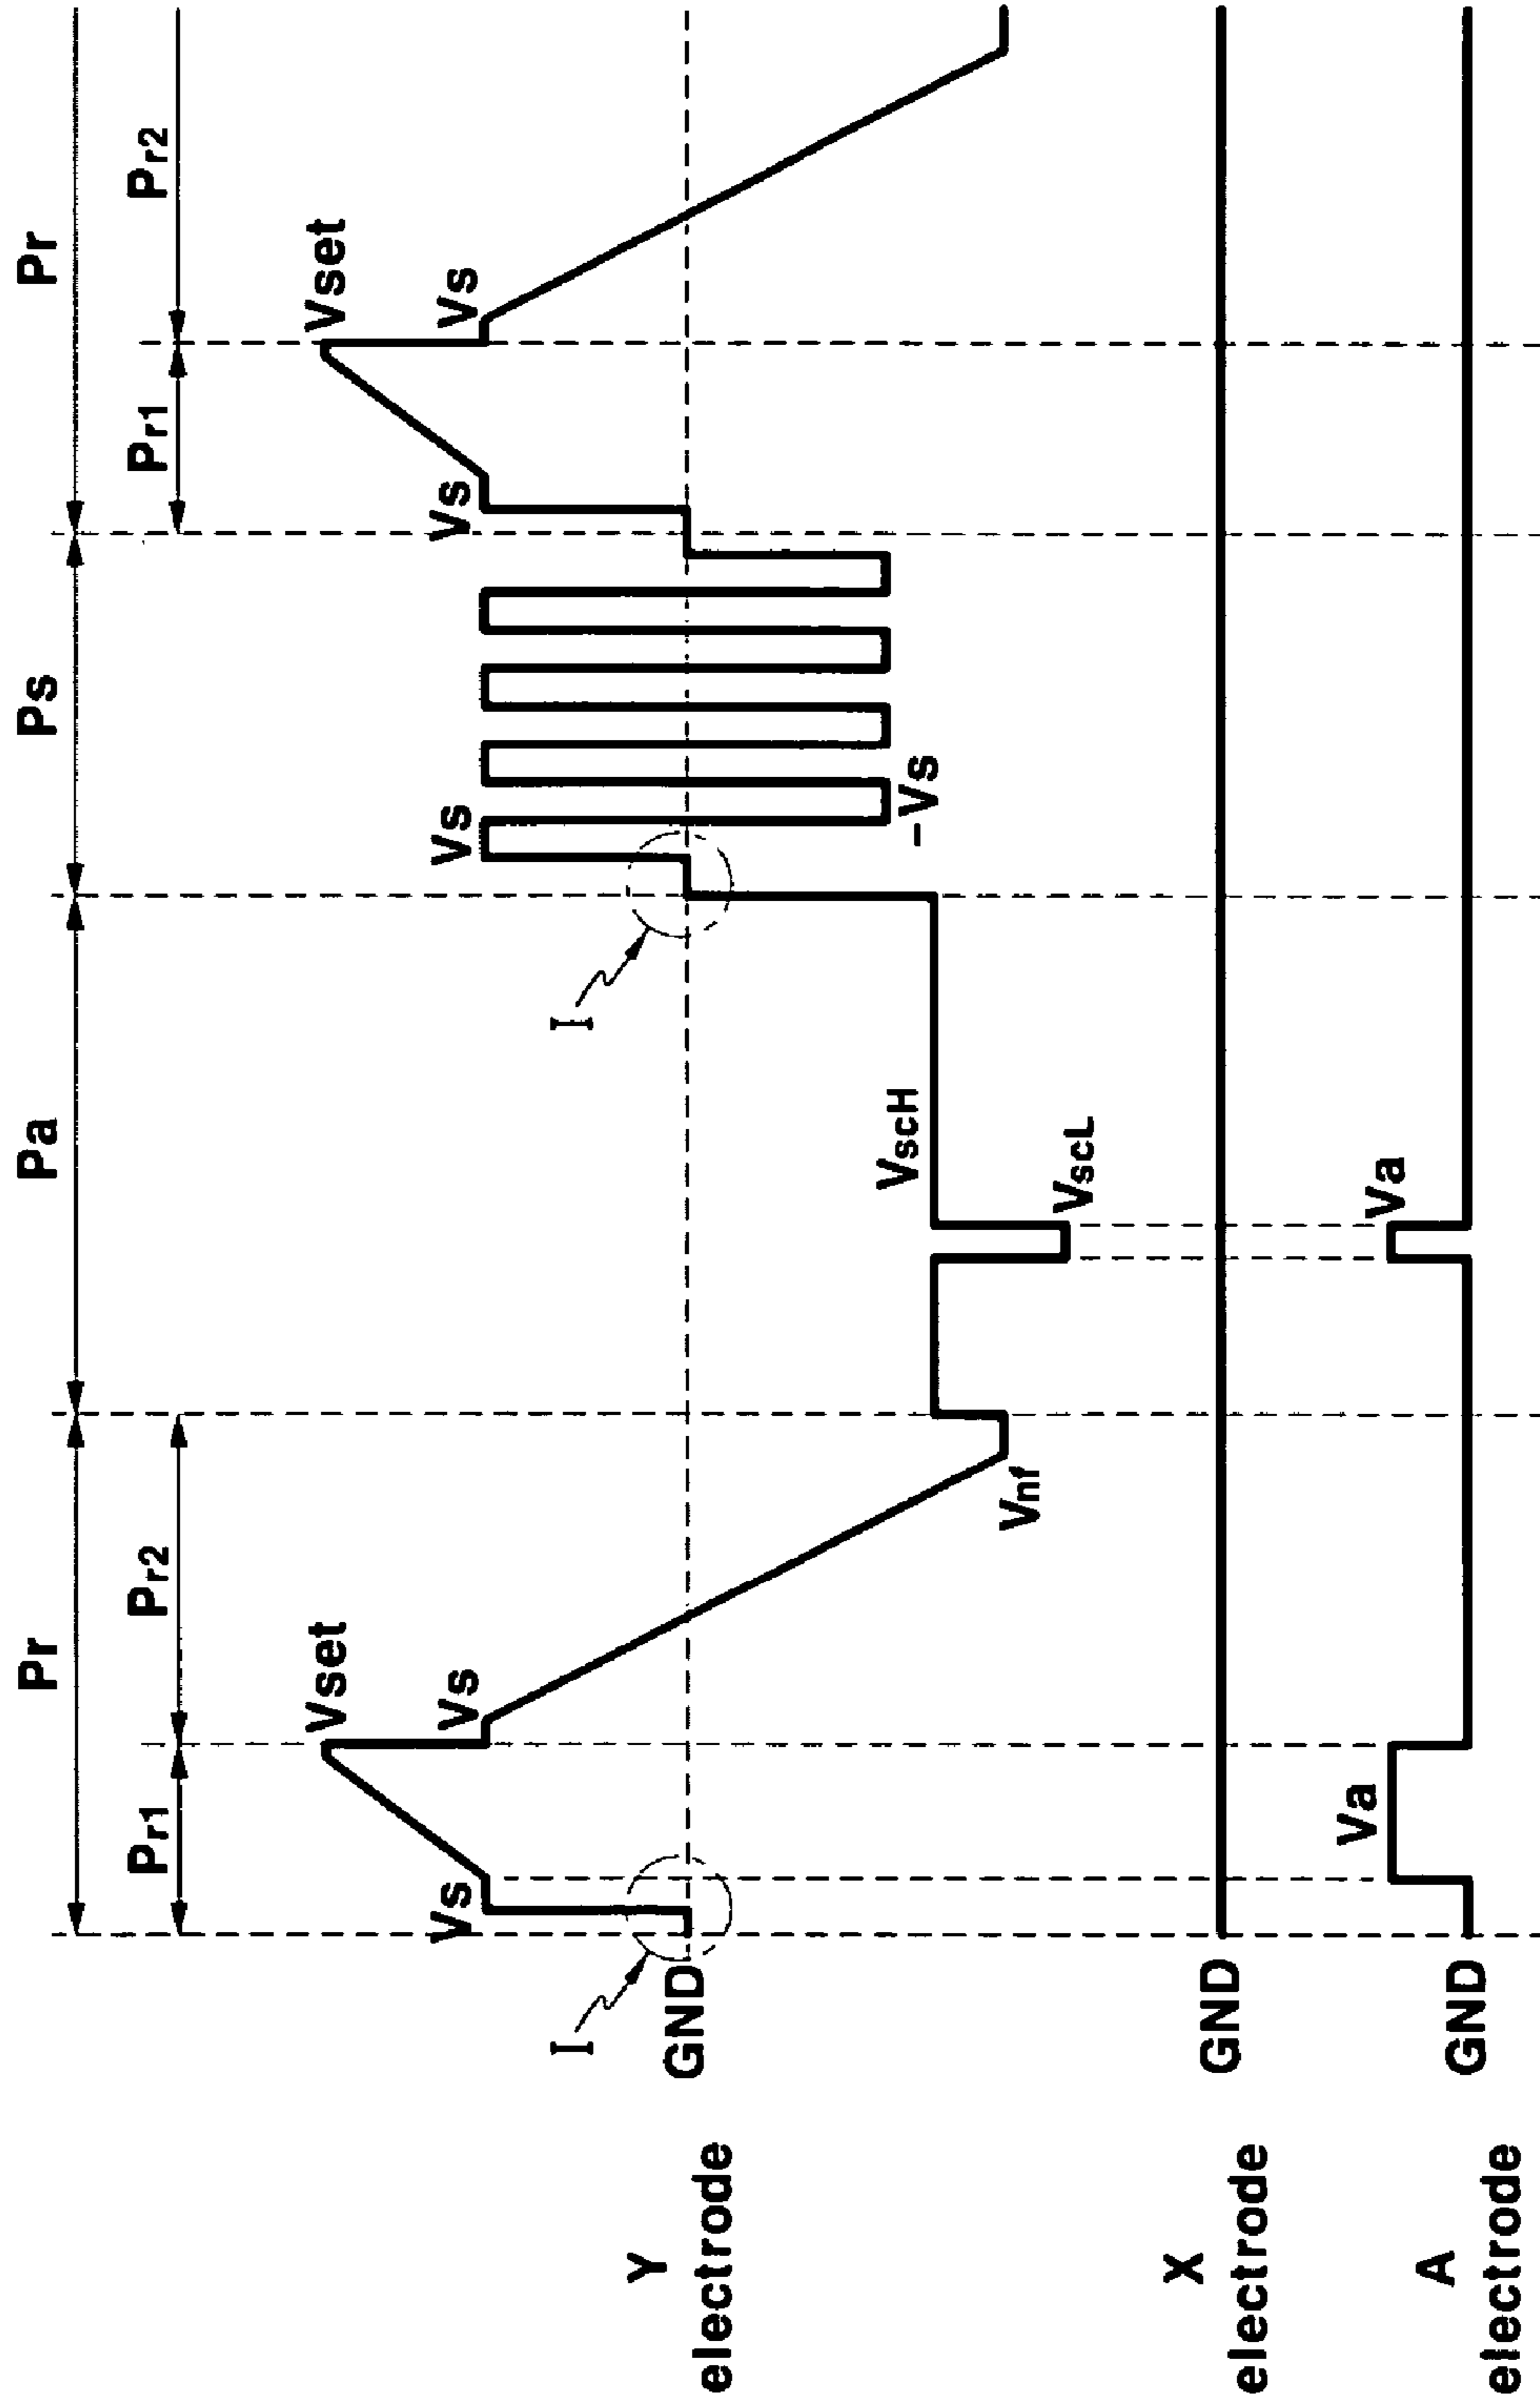 Pr Pa Ps Pr
Pr1 Pr2 Pr1 Pr2
Vset Vset
Vs Vs Vs Vs Vs
I I
Y
electrode
GND
-Vs
VscH
Vnf
VscL
X
electrode
GND
Va Va
A
electrode
GND